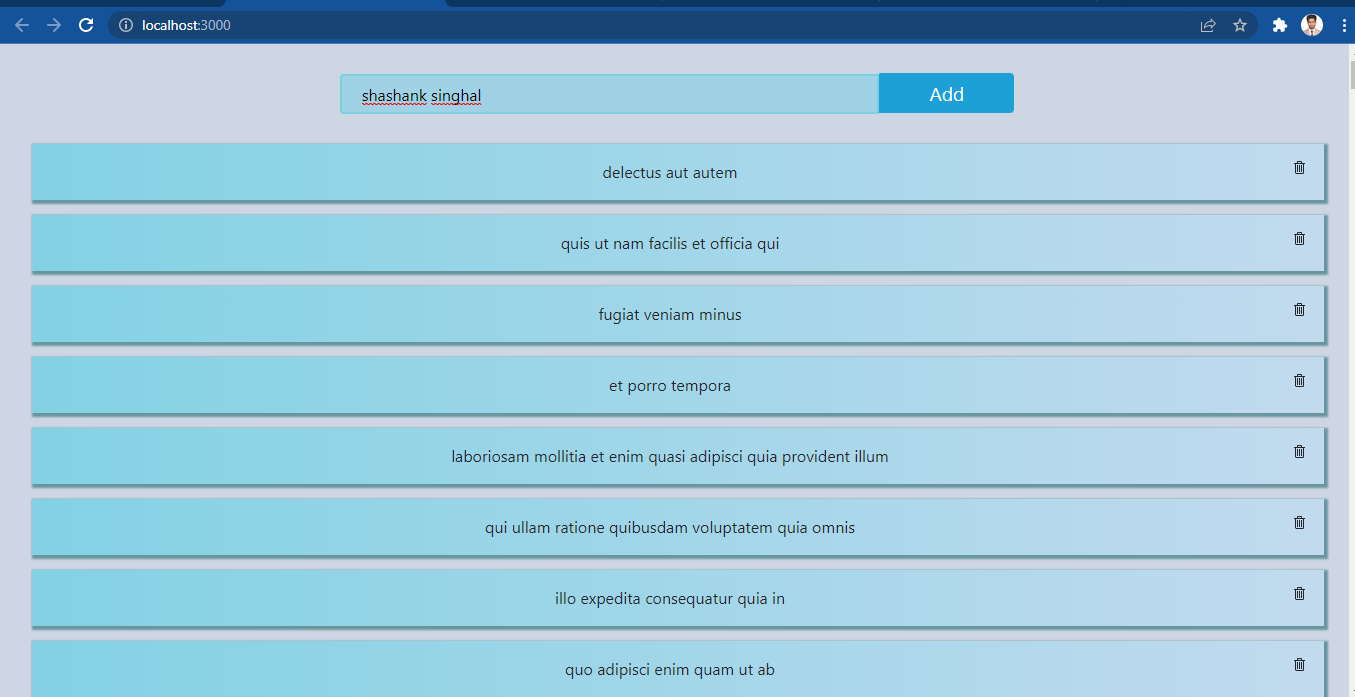 localhost:3000
shashank singhal
Add
delectus aut autem
quis ut nam facilis et officia qui
fugiat veniam minus
et porro tempora
laboriosam mollitia et enim quasi adipisci quia provident illum
qui ullam ratione quibusdam voluptatem quia omnis
illo expedita consequatur quia in
quo adipisci enim quam ut ab